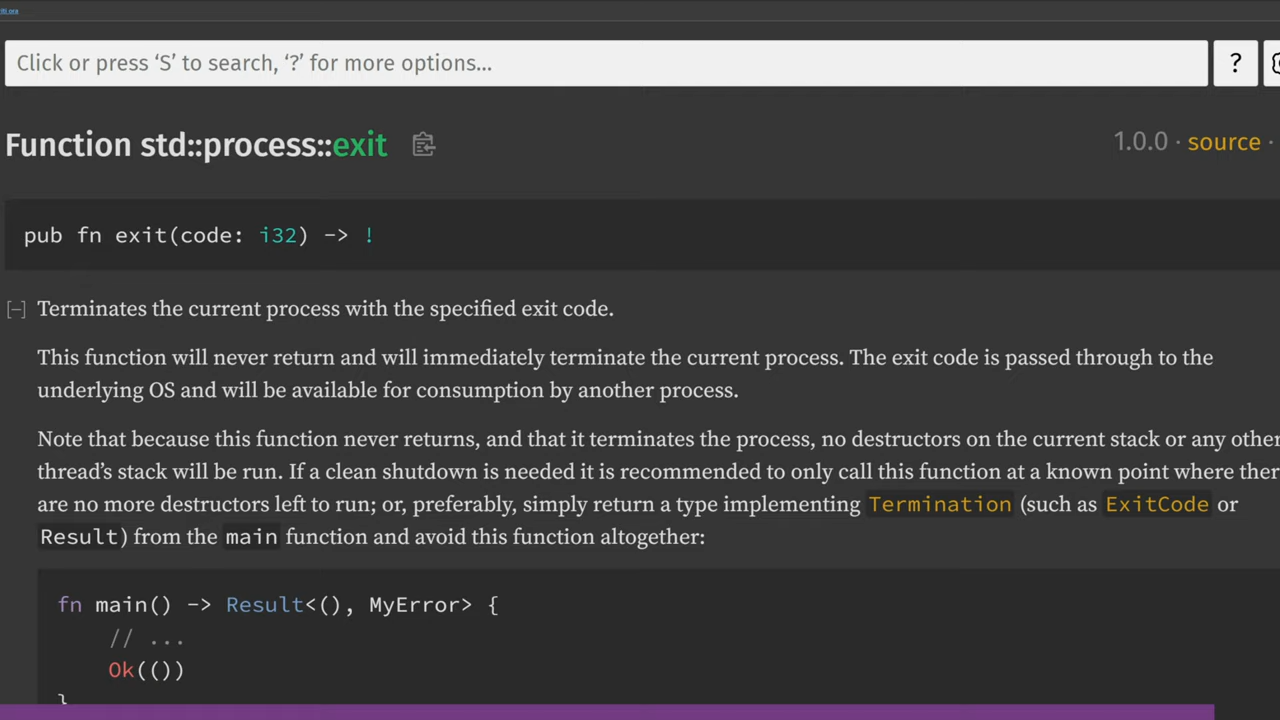 Click or press ‘S’ to search, ‘?’ for more options...
?
Function std::process::exit
1.0.0 · source ·
pub fn exit(code: i32) -> !
[−] Terminates the current process with the specified exit code.
This function will never return and will immediately terminate the current process. The exit code is passed through to the
underlying OS and will be available for consumption by another process.
Note that because this function never returns, and that it terminates the process, no destructors on the current stack or any other
thread’s stack will be run. If a clean shutdown is needed it is recommended to only call this function at a known point where ther
are no more destructors left to run; or, preferably, simply return a type implementing Termination (such as ExitCode or
Result) from the main function and avoid this function altogether:
fn main() -> Result<(), MyError> {
// ...
Ok(())
}